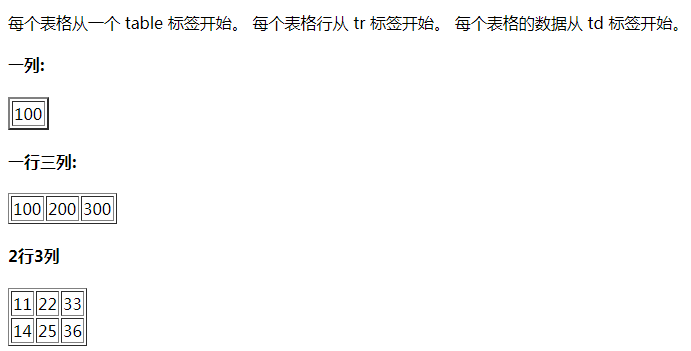 每个表格从一个 table 标签开始。 每个表格行从 tr 标签开始。 每个表格的数据从 td 标签开始。
一列:
100
一行三列:
100 200 300
2行3列
11 22 33
14 25 36